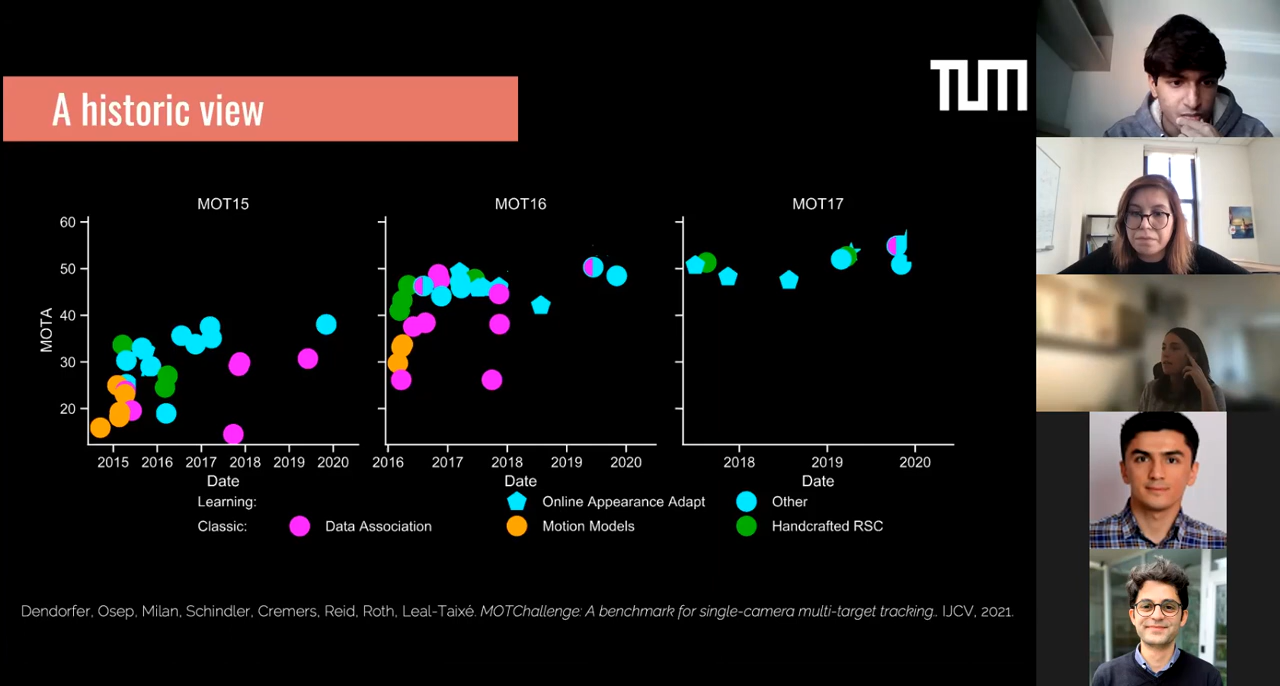 A historic view
TUM
MOT15
MOT16
MOT17
MOTA
60
50
40
30
20
2015 2016 2017 2018 2019 2020
2016 2017 2018 2019 2020
2018 2019 2020
Date
Date
Date
Learning:
Online Appearance Adapt
Other
Classic:
Data Association
Motion Models
Handcrafted RSC
Dendorfer, Osep, Milan, Schindler, Cremers, Reid, Roth, Leal-Taixé. MOTChallenge: A benchmark for single-camera multi-target tracking.. IJCV, 2021.